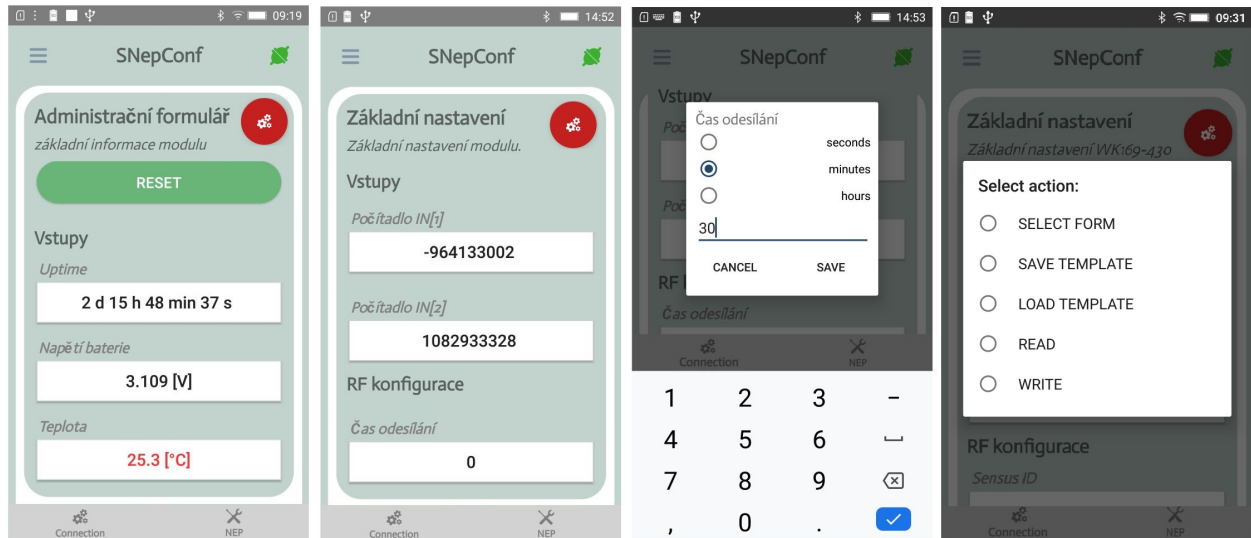 09:19
SNepConf
Administrační formulář
základní informace modulu
RESET
Vstupy
Uptime
2 d 15 h 48 min 37 s
Napětí baterie
3.109 [V]
Teplota
25.3 [°C]
Connection
NEP
14:52
SNepConf
Základní nastavení
Základní nastavení modulu.
Vstupy
Počítadlo IN[1]
-964133002
Počítadlo IN[2]
1082933328
RF konfigurace
Čas odesílání
0
Connection
NEP
14:53
SNepConf
Vstupy
Poč
Čas odesílání
seconds
minutes
hours
30
CANCEL
SAVE
Poč
RF
Čas odesílání
Connection
NEP
1 2 3 -
4 5 6
7 8 9
, 0 .
09:31
SNepConf
Základní nastavení
Základní nastavení WK169-430
Select action:
SELECT FORM
SAVE TEMPLATE
LOAD TEMPLATE
READ
WRITE
RF konfigurace
Sensus ID
Connection
NEP